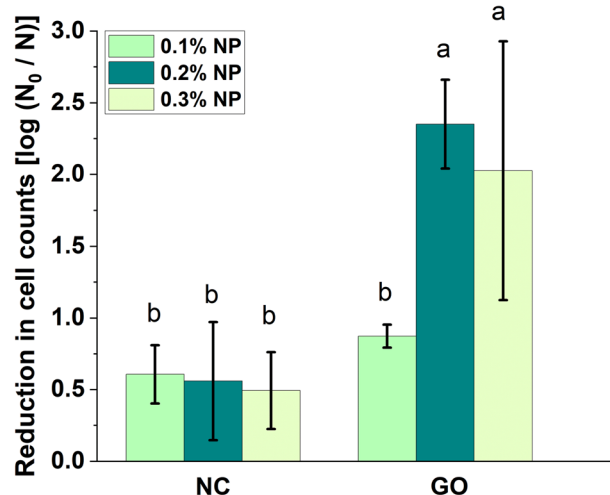 Reduction in cell counts [log (N₀ / N)]
3.0
2.5
2.0
1.5
1.0
0.5
0.0
0.1% NP
0.2% NP
0.3% NP
b
b
b
b
a
a
NC
GO